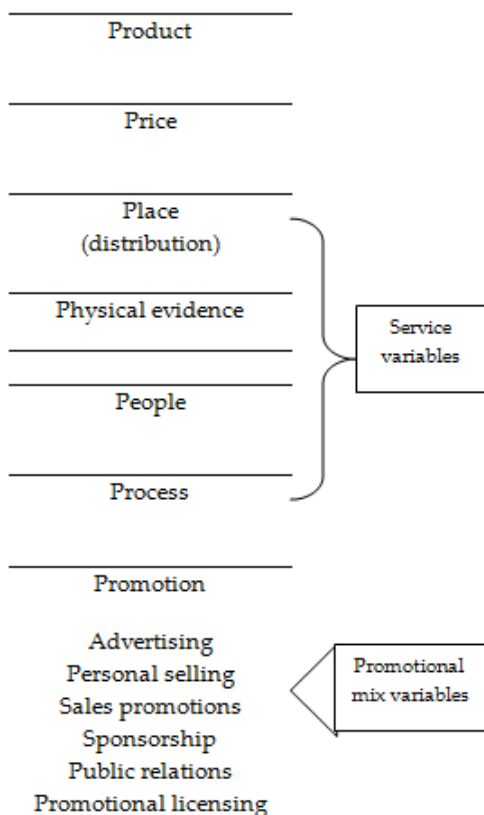 Product
Price
Place
(distribution)
Physical evidence
Service
variables
People
Process
Promotion
Advertising
Personal selling
Sales promotions
Sponsorship
Public relations
Promotional licensing
Promotional
mix variables